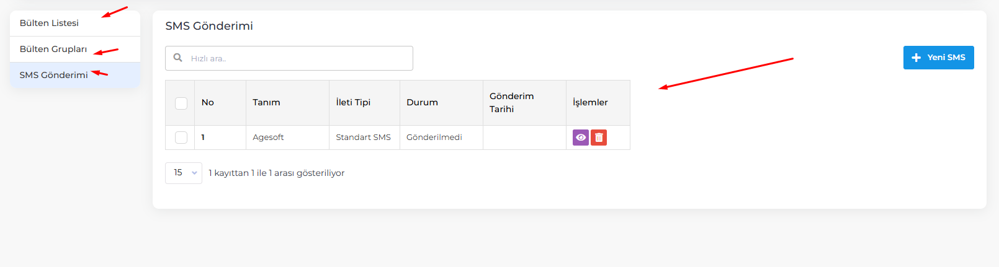 Bülten Listesi
Bülten Grupları
SMS Gönderimi
SMS Gönderimi
Hızlı ara..
Yeni SMS
No Tanım İleti Tipi Durum Gönderim Tarihi İşlemler
1 Agesoft Standart SMS Gönderilmedi
15 1 kayıttan 1 ile 1 arası gösteriliyor